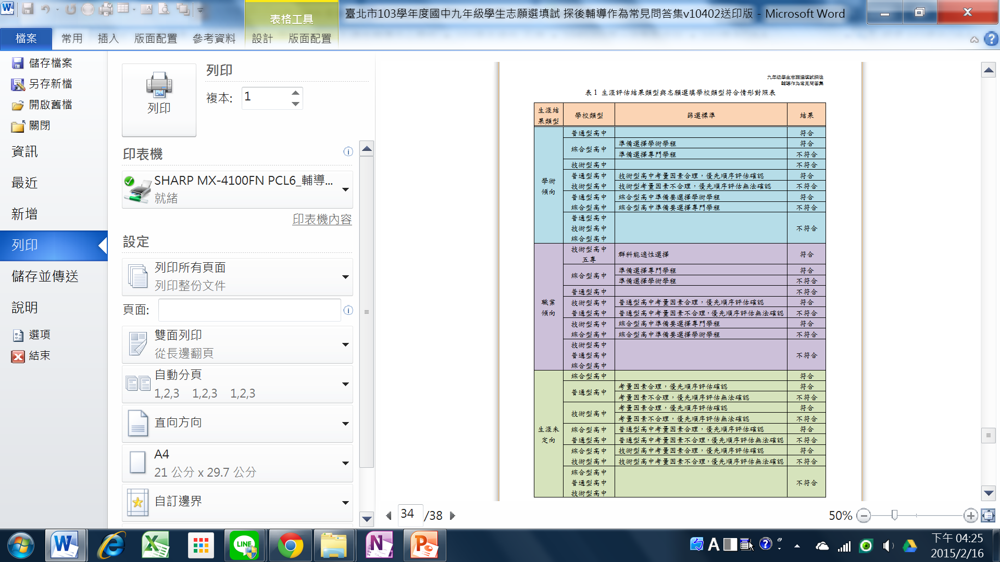 表格工具
臺北市103學年度國中九年級學生志願選填試 探後輔導作為常見問答集v10402送印版 - Microsoft Word
檔案 常用 插入 版面配置 參考資料 設計 版面配置
儲存檔案
另存新檔
開啟舊檔
關閉
資訊
最近
新增
列印
儲存並傳送
說明
選項
結束
列印
列印
複本: 1
印表機
SHARP MX-4100FN PCL6_輔導...
就緒
印表機內容
設定
列印所有頁面
列印整份文件
頁面:
雙面列印
從長邊翻頁
自動分頁
1,2,3 1,2,3 1,2,3
直向方向
A4
21 公分 x 29.7 公分
自訂邊界
九年級學生志願選填試探後
輔導作為常見問答集
表 1 生涯評估結果類型與志願選填學校類型符合情形對照表
生涯結果類型 學校類型 篩選標準 結果
學術傾向
普通型高中 符合
綜合型高中 準備選擇學術學程 符合
準備選擇專門學程 不符合
技術型高中 不符合
普通型高中 技術型高中考量因素合理，優先順序評估確認 符合
技術型高中 技術型考量因素不合理，優先順序評估無法確認 不符合
普通型高中 綜合型高中準備要選擇學術學程 符合
綜合型高中 綜合型高中準備要選擇專門學程 不符合
普通型高中
技術型高中 不符合
綜合型高中
職業傾向
技術型高中
五專 群科能適性選擇 符合
綜合型高中 準備選擇專門學程 符合
準備選擇學術學程 不符合
普通型高中 不符合
技術型高中 普通型高中考量因素合理，優先順序評估確認 符合
普通型高中 普通型高中考量因素不合理，優先順序評估無法確認 不符合
技術型高中 綜合型高中準備要選擇專門學程 符合
綜合型高中 綜合型高中準備要選擇學術學程 不符合
技術型高中
普通型高中 不符合
綜合型高中
生涯未定向
綜合型高中 符合
普通型高中 考量因素合理，優先順序評估確認 符合
考量因素不合理，優先順序評估無法確認 不符合
技術型高中 考量因素合理，優先順序評估確認 符合
考量因素不合理，優先順序評估無法確認 不符合
綜合型高中 普通型高中考量因素合理，優先順序評估確認 符合
普通型高中 普通型高中考量因素不合理，優先順序評估無法確認 不符合
綜合型高中 技術型高中考量因素合理，優先順序評估確認 符合
技術型高中 技術型高中考量因素不合理，優先順序評估無法確認 不符合
綜合型高中
普通型高中 不符合
技術型高中
34 /38
50%
LINE
A
下午 04:25
2015/2/16